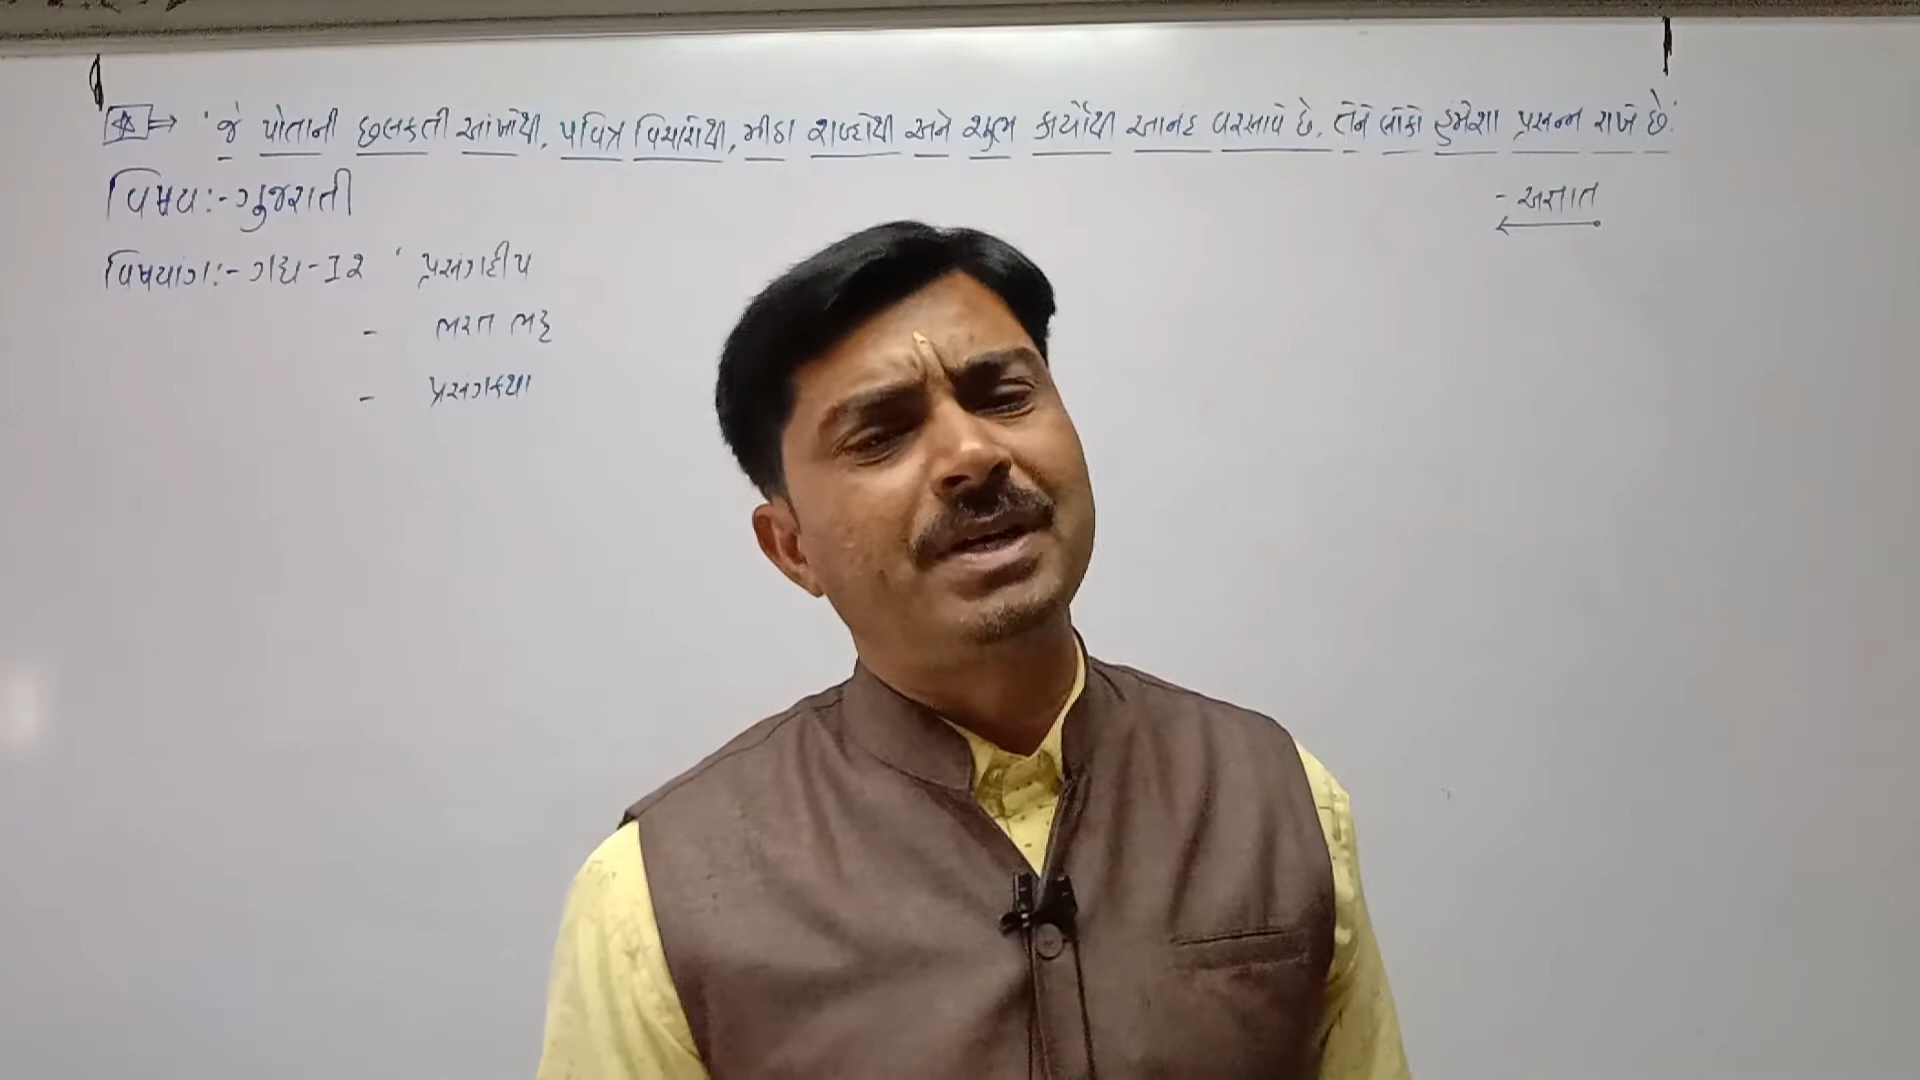 'જે પોતાની છલકતી આંખોથી, પવિત્ર વિચારોથી, મીઠા શબ્દોથી અને શુભ કાર્યોથી આનંદ વરસાવે છે, તેને લોકો હંમેશા પ્રસન્ન રાખે છે.'
- અજ્ઞાત
વિષય:- ગુજરાતી
વિષયાંગ:- ગદ્ય-૧૨ ' પ્રસંગદીપ
- ભરત ભટ્ટ
- પ્રસંગકથા